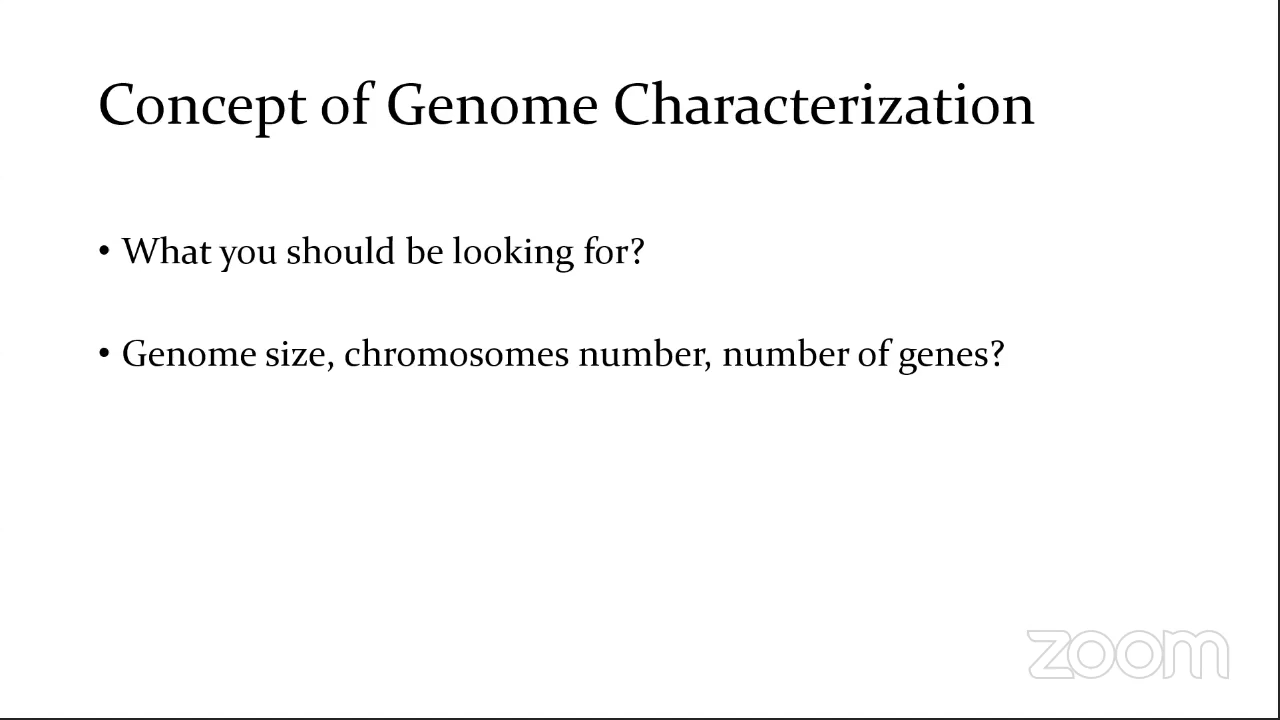 Concept of Genome Characterization
• What you should be looking for?
• Genome size, chromosomes number, number of genes?
zoom